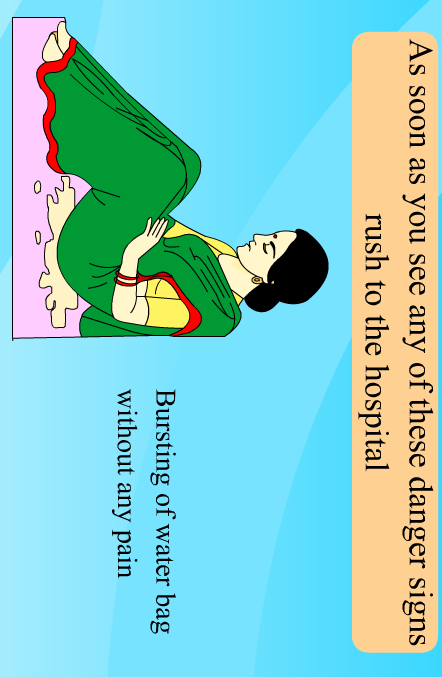 As soon as you see any of these danger signs
rush to the hospital
Bursting of water bag
without any pain